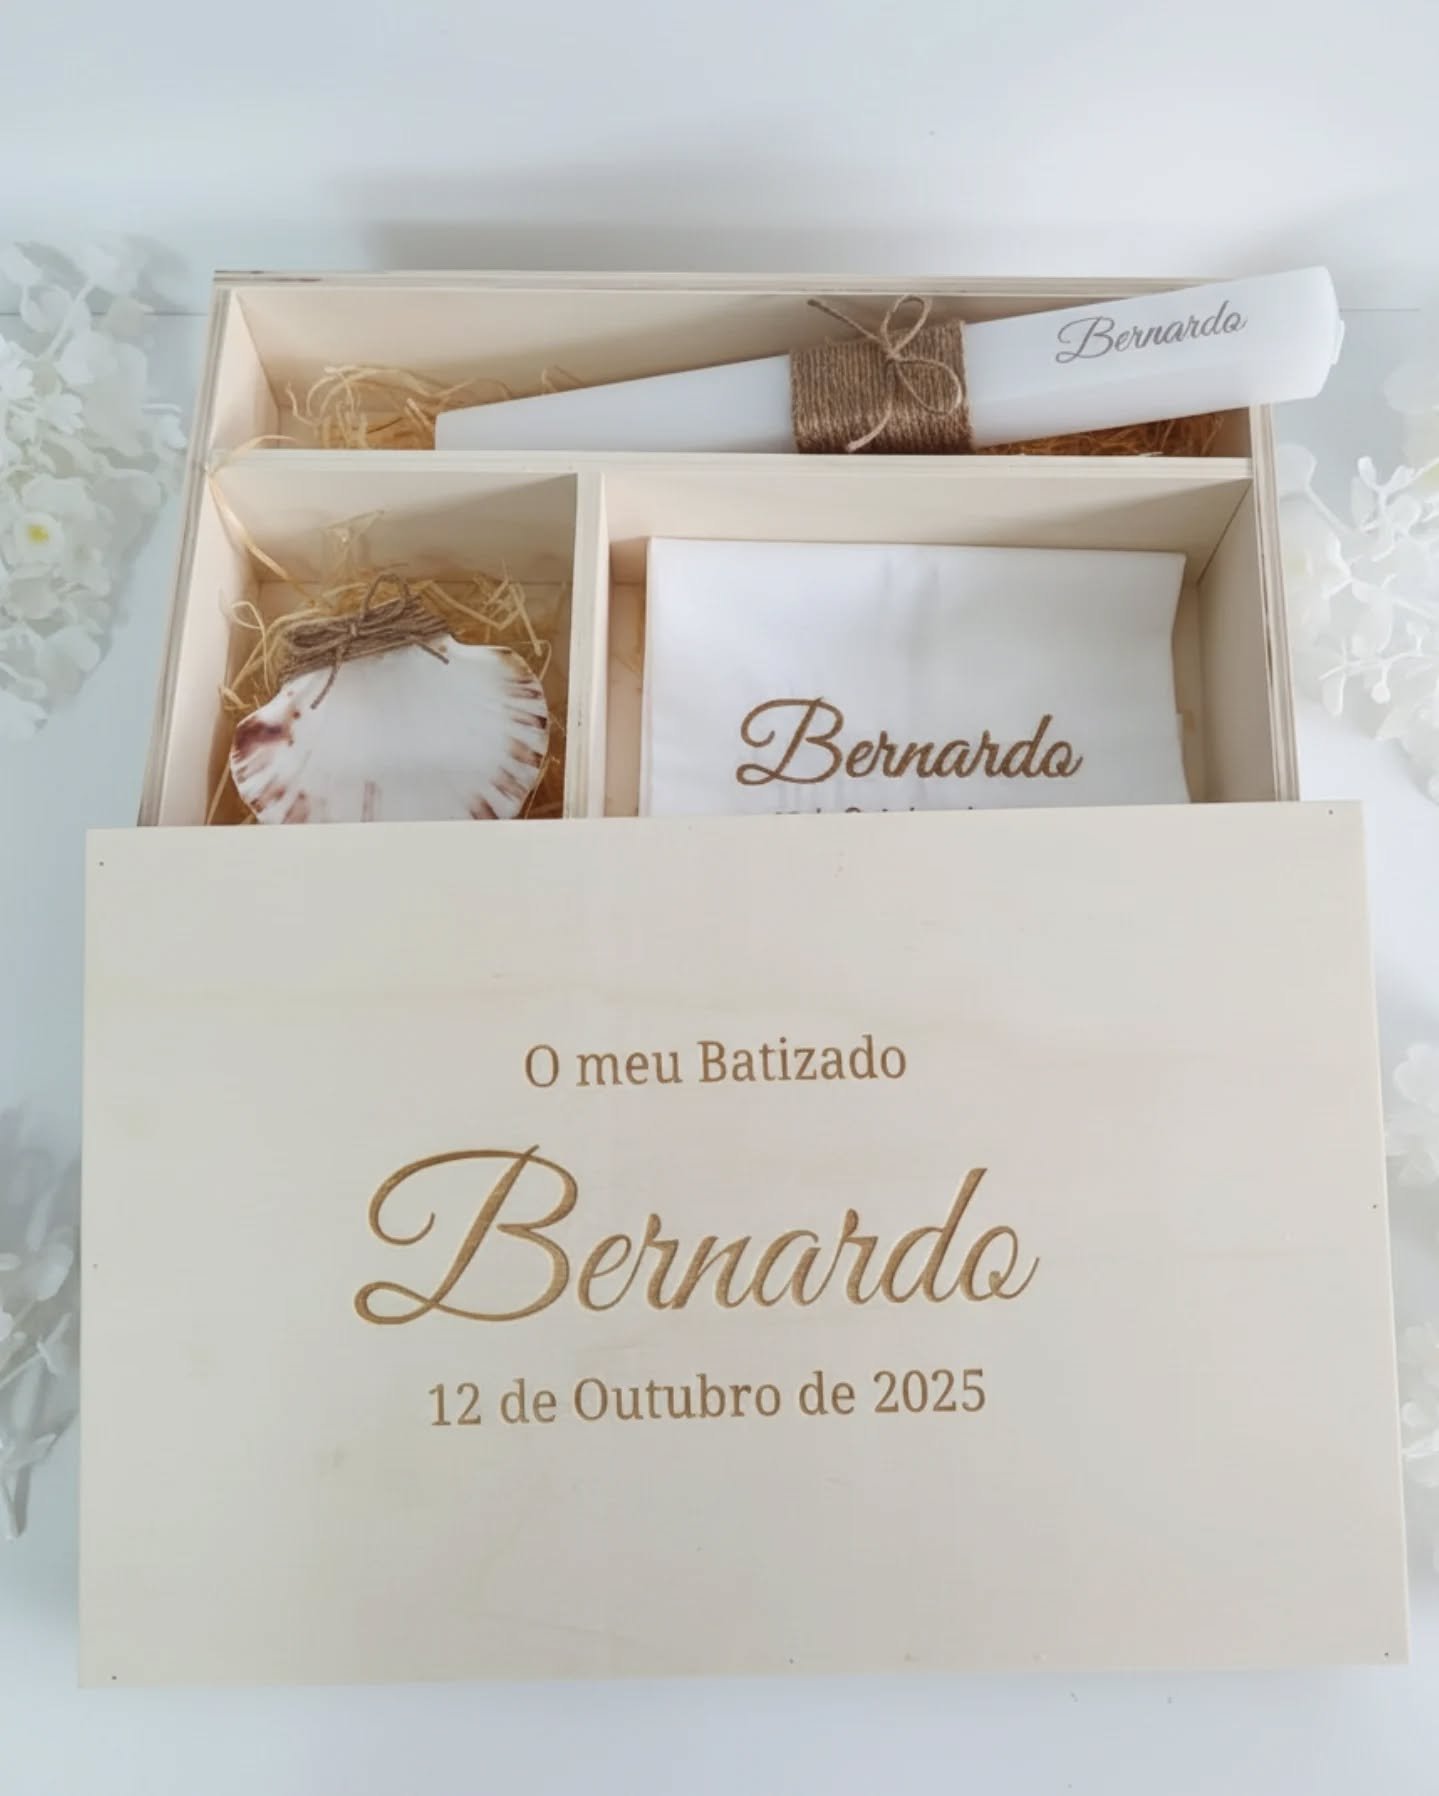 Bernardo
Bernardo
O meu Batizado
Bernardo
12 de Outubro de 2025